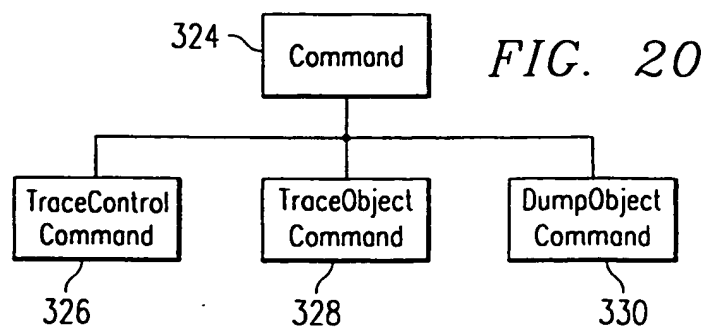 324
Command
FIG. 20
TraceControl
Command
TraceObject
Command
DumpObject
Command
326
328
330